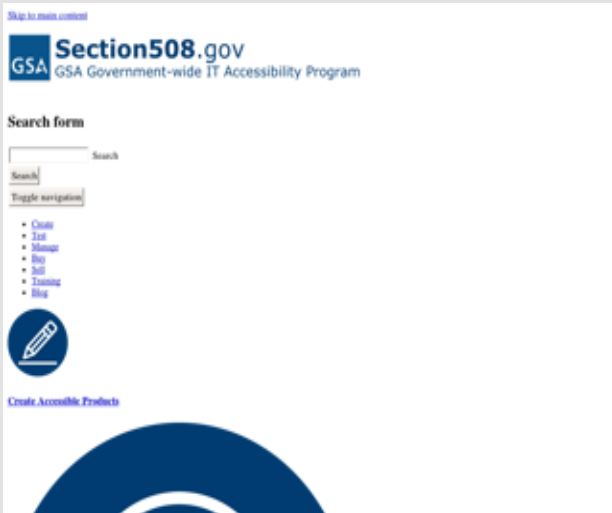 Skip to main content
GSA Section508.gov
GSA Government-wide IT Accessibility Program
Search form
Search
Search
Toggle navigation
Create
Test
Manage
Buy
Sell
Training
Blog
Create Accessible Products